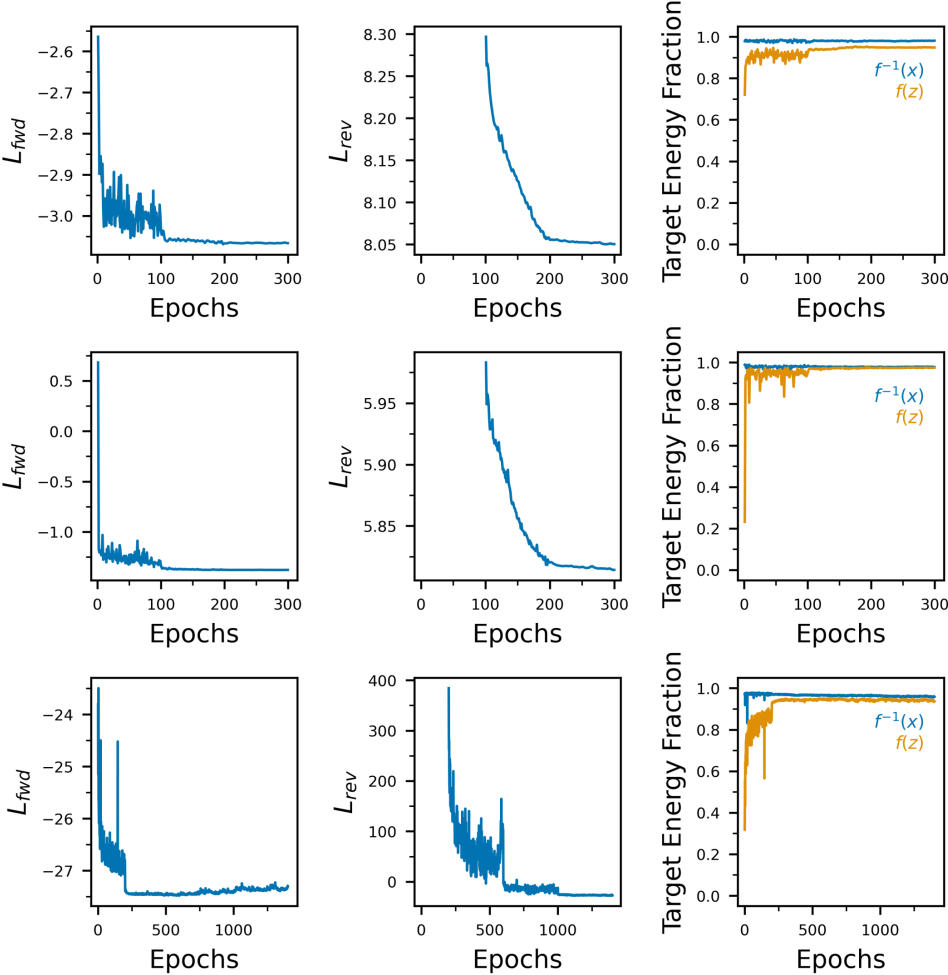 L_fwd
−2.6
−2.7
−2.8
−2.9
−3.0
0 100 200 300
Epochs
L_rev
8.30
8.25
8.20
8.15
8.10
8.05
0 100 200 300
Epochs
Target Energy Fraction
1.0
0.8
0.6
0.4
0.2
0.0
f⁻¹(x)
f(z)
0 100 200 300
Epochs
L_fwd
0.5
0.0
−0.5
−1.0
0 100 200 300
Epochs
L_rev
5.95
5.90
5.85
0 100 200 300
Epochs
Target Energy Fraction
1.0
0.8
0.6
0.4
0.2
0.0
f⁻¹(x)
f(z)
0 100 200 300
Epochs
L_fwd
−24
−25
−26
−27
0 500 1000
Epochs
L_rev
400
300
200
100
0
0 500 1000
Epochs
Target Energy Fraction
1.0
0.8
0.6
0.4
0.2
0.0
f⁻¹(x)
f(z)
0 500 1000
Epochs